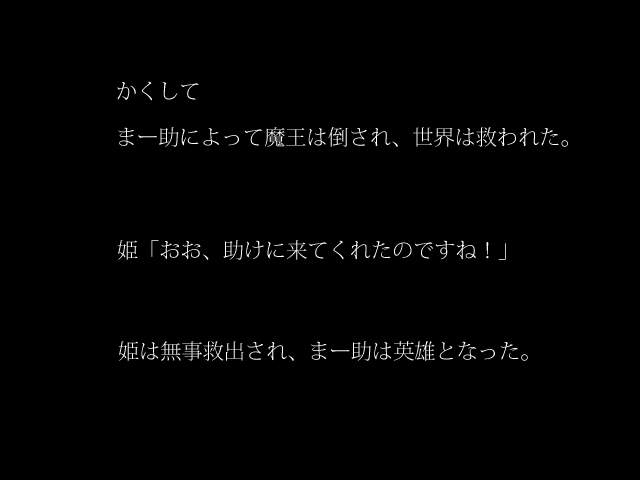 かくして
まー助によって魔王は倒され、世界は救われた。
姫「おお、助けに来てくれたのですね！」
姫は無事救出され、まー助は英雄となった。